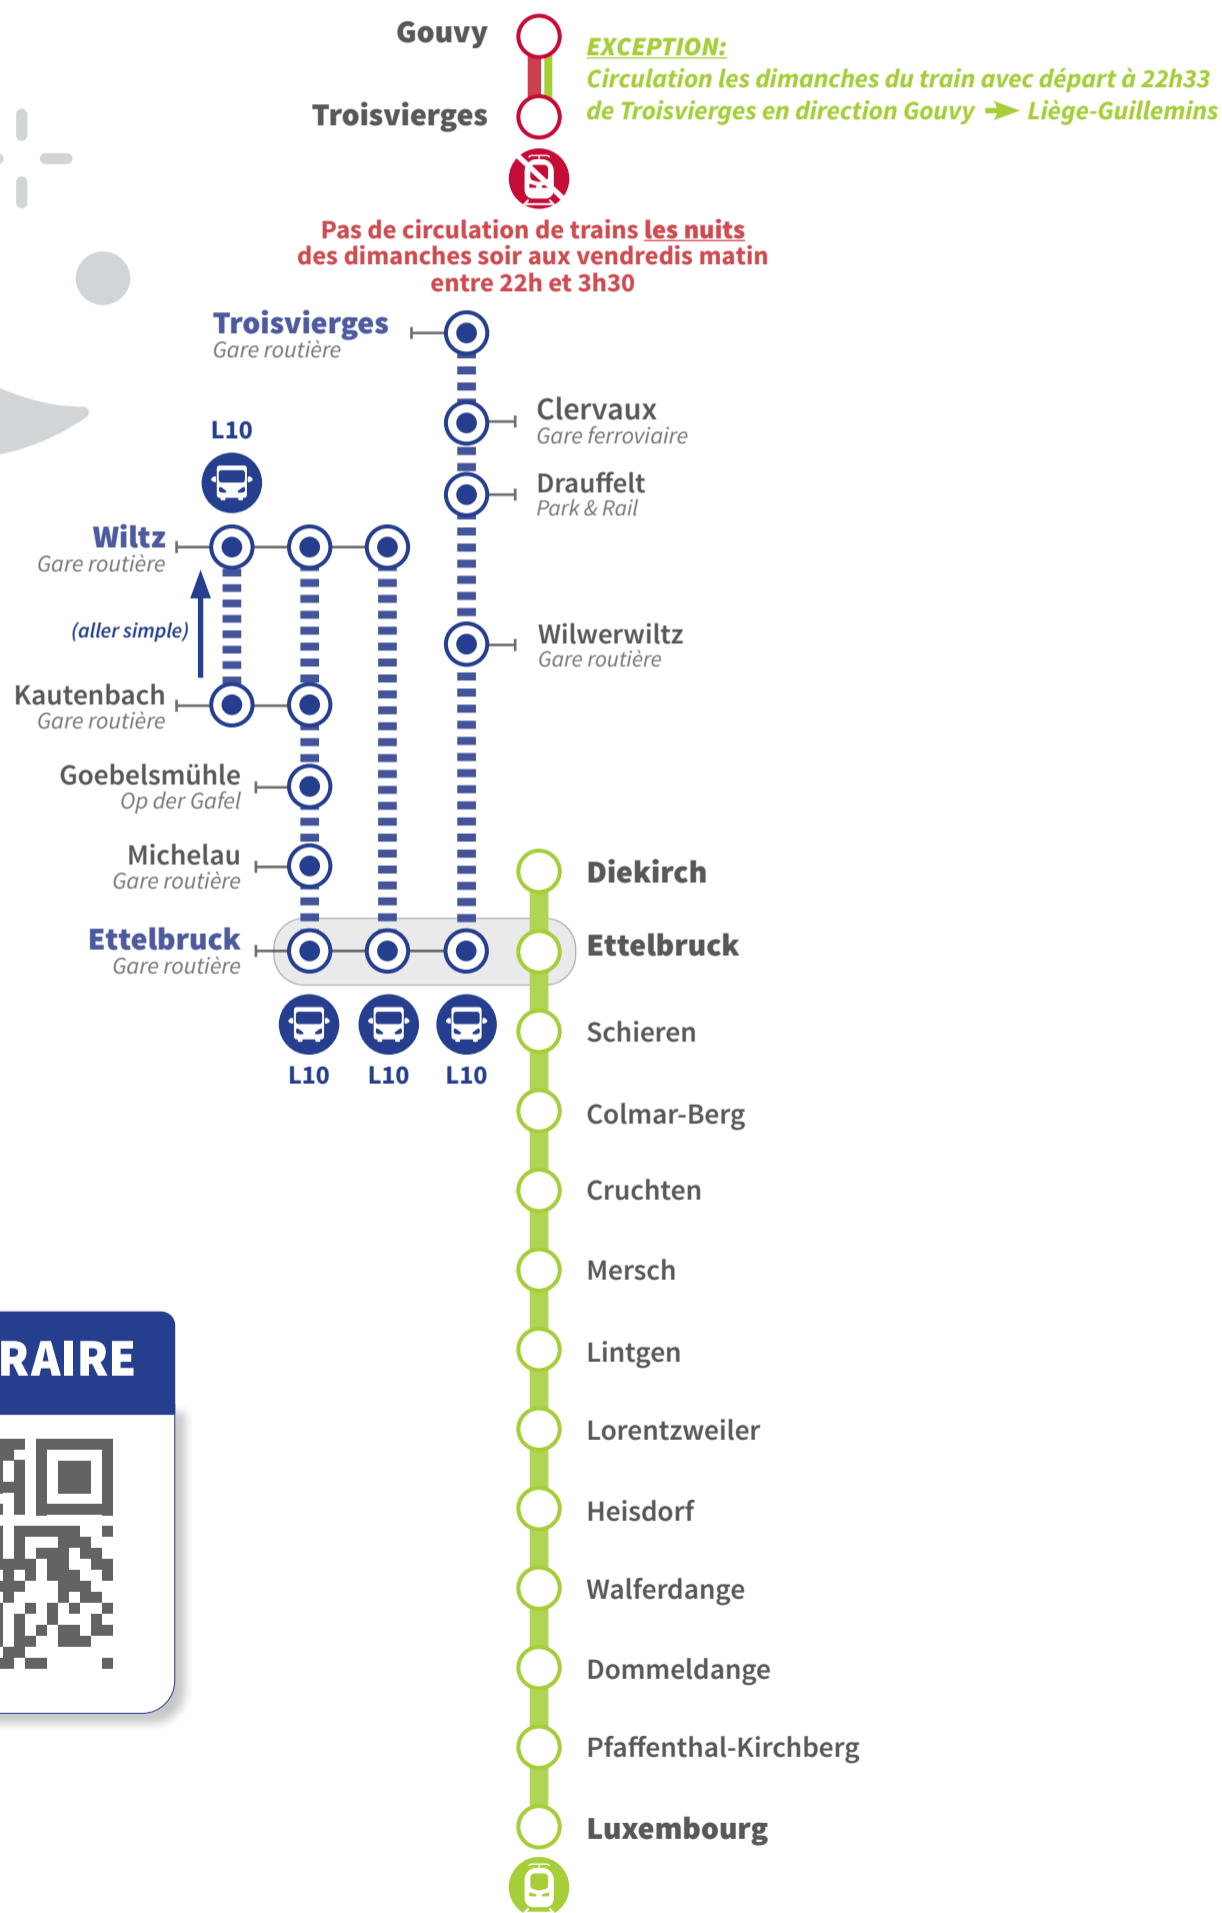 Gouvy
EXCEPTION:
Circulation les dimanches du train avec départ à 22h33
de Troisvierges en direction Gouvy → Liège-Guillemins
Troisvierges
Pas de circulation de trains les nuits
des dimanches soir aux vendredis matin
entre 22h et 3h30
Troisvierges
Gare routière
Clervaux
Gare ferroviaire
L10
Drauffelt
Park & Rail
Wiltz
Gare routière
(aller simple)
Wilwerwiltz
Gare routière
Kautenbach
Gare routière
Goebelsmühle
Op der Gafel
Michelau
Gare routière
Diekirch
Ettelbruck
Gare routière
Ettelbruck
L10 L10 L10
Schieren
Colmar-Berg
Cruchten
Mersch
Lintgen
RAIRE
Lorentzweiler
Heisdorf
Walferdange
Dommeldange
Pfaffenthal-Kirchberg
Luxembourg